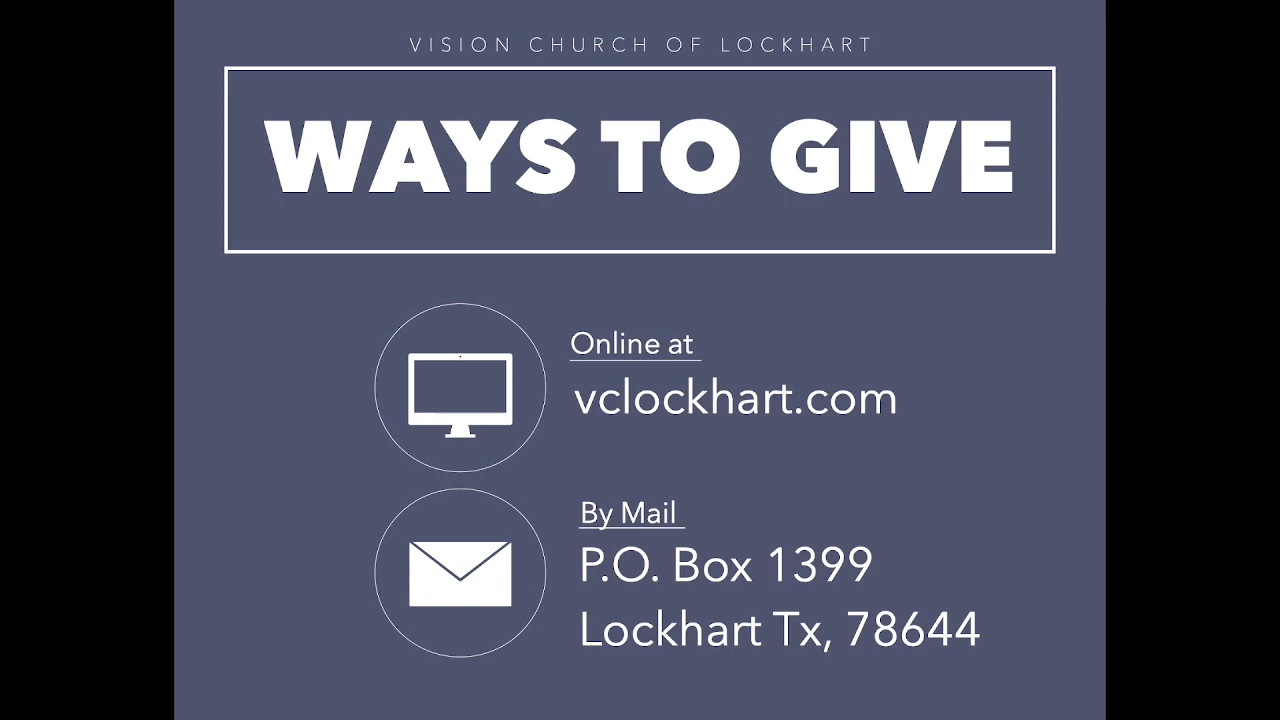 VISION CHURCH OF LOCKHART
WAYS TO GIVE
Online at
vclockhart.com
By Mail
P.O. Box 1399
Lockhart Tx, 78644